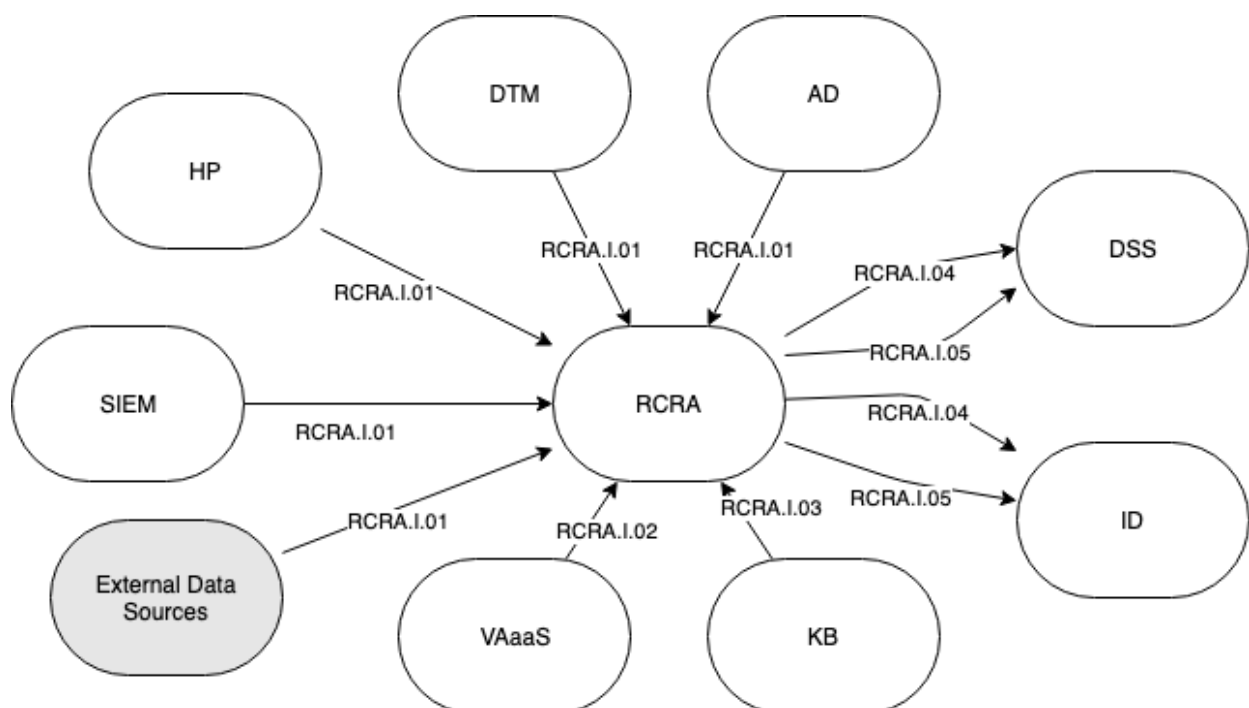 DTM
AD
HP
DSS
RCRA.I.01
RCRA.I.01
RCRA.I.04
RCRA.I.01
RCRA.I.05
SIEM
RCRA
RCRA.I.04
RCRA.I.01
RCRA.I.05
RCRA.I.03
RCRA.I.01
ID
RCRA.I.02
External Data
Sources
VAaaS
KB